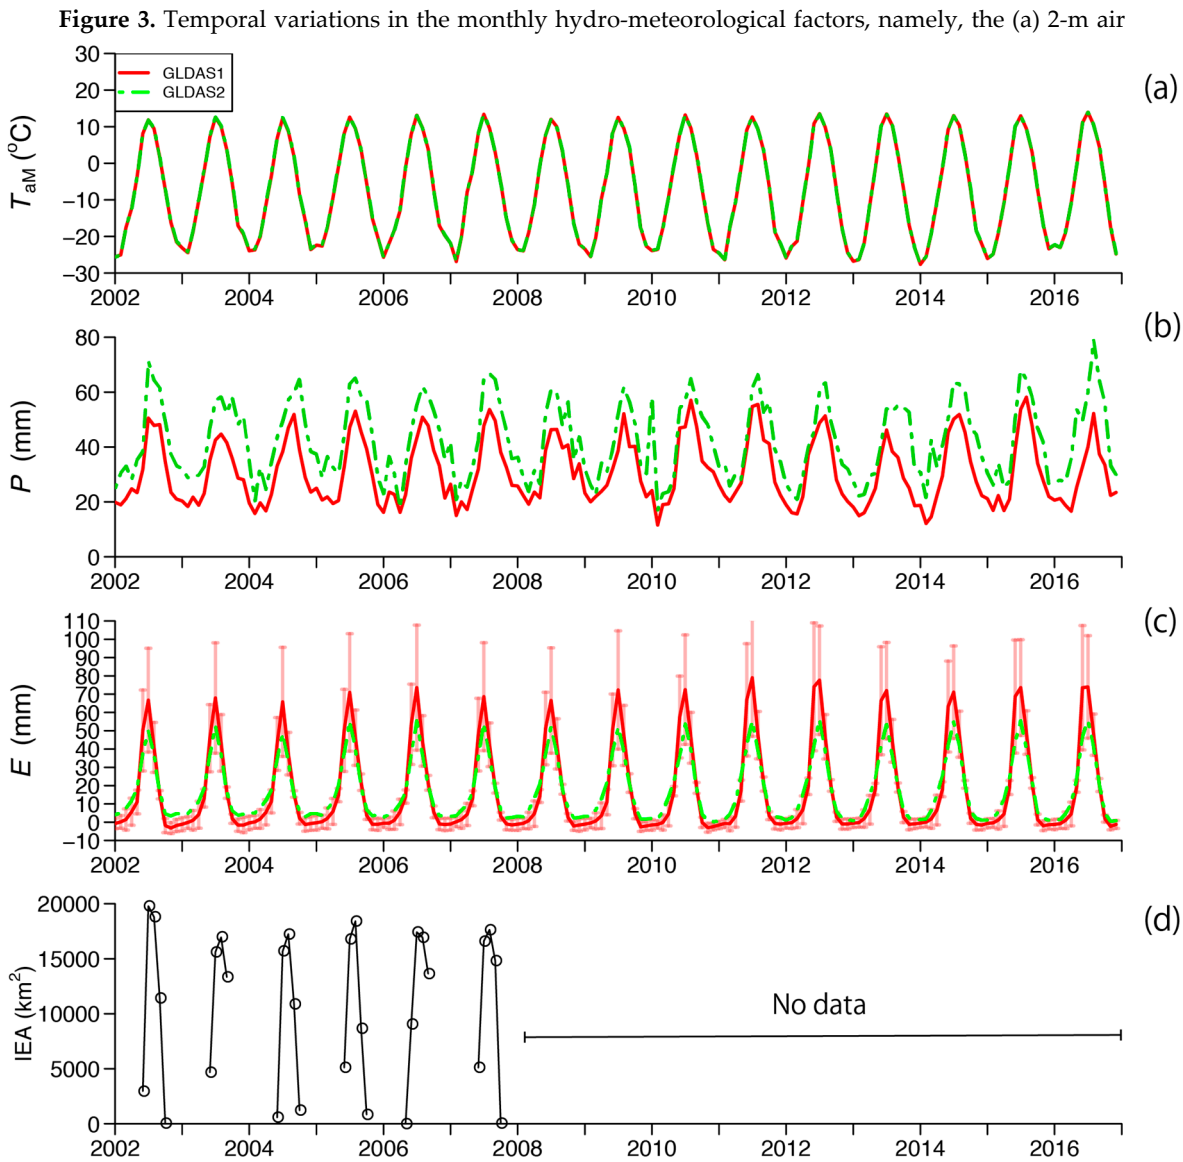 Figure 3. Temporal variations in the monthly hydro-meteorological factors, namely, the (a) 2-m air
(a)
30
20
10
0
−10
−20
−30
TaM (°C)
GLDAS1
GLDAS2
2002 2004 2006 2008 2010 2012 2014 2016
(b)
80
60
40
20
0
P (mm)
2002 2004 2006 2008 2010 2012 2014 2016
(c)
110
100
90
80
70
60
50
40
30
20
10
0
−10
E (mm)
2002 2004 2006 2008 2010 2012 2014 2016
(d)
20000
15000
10000
5000
0
IEA (km²)
No data
2002 2004 2006 2008 2010 2012 2014 2016